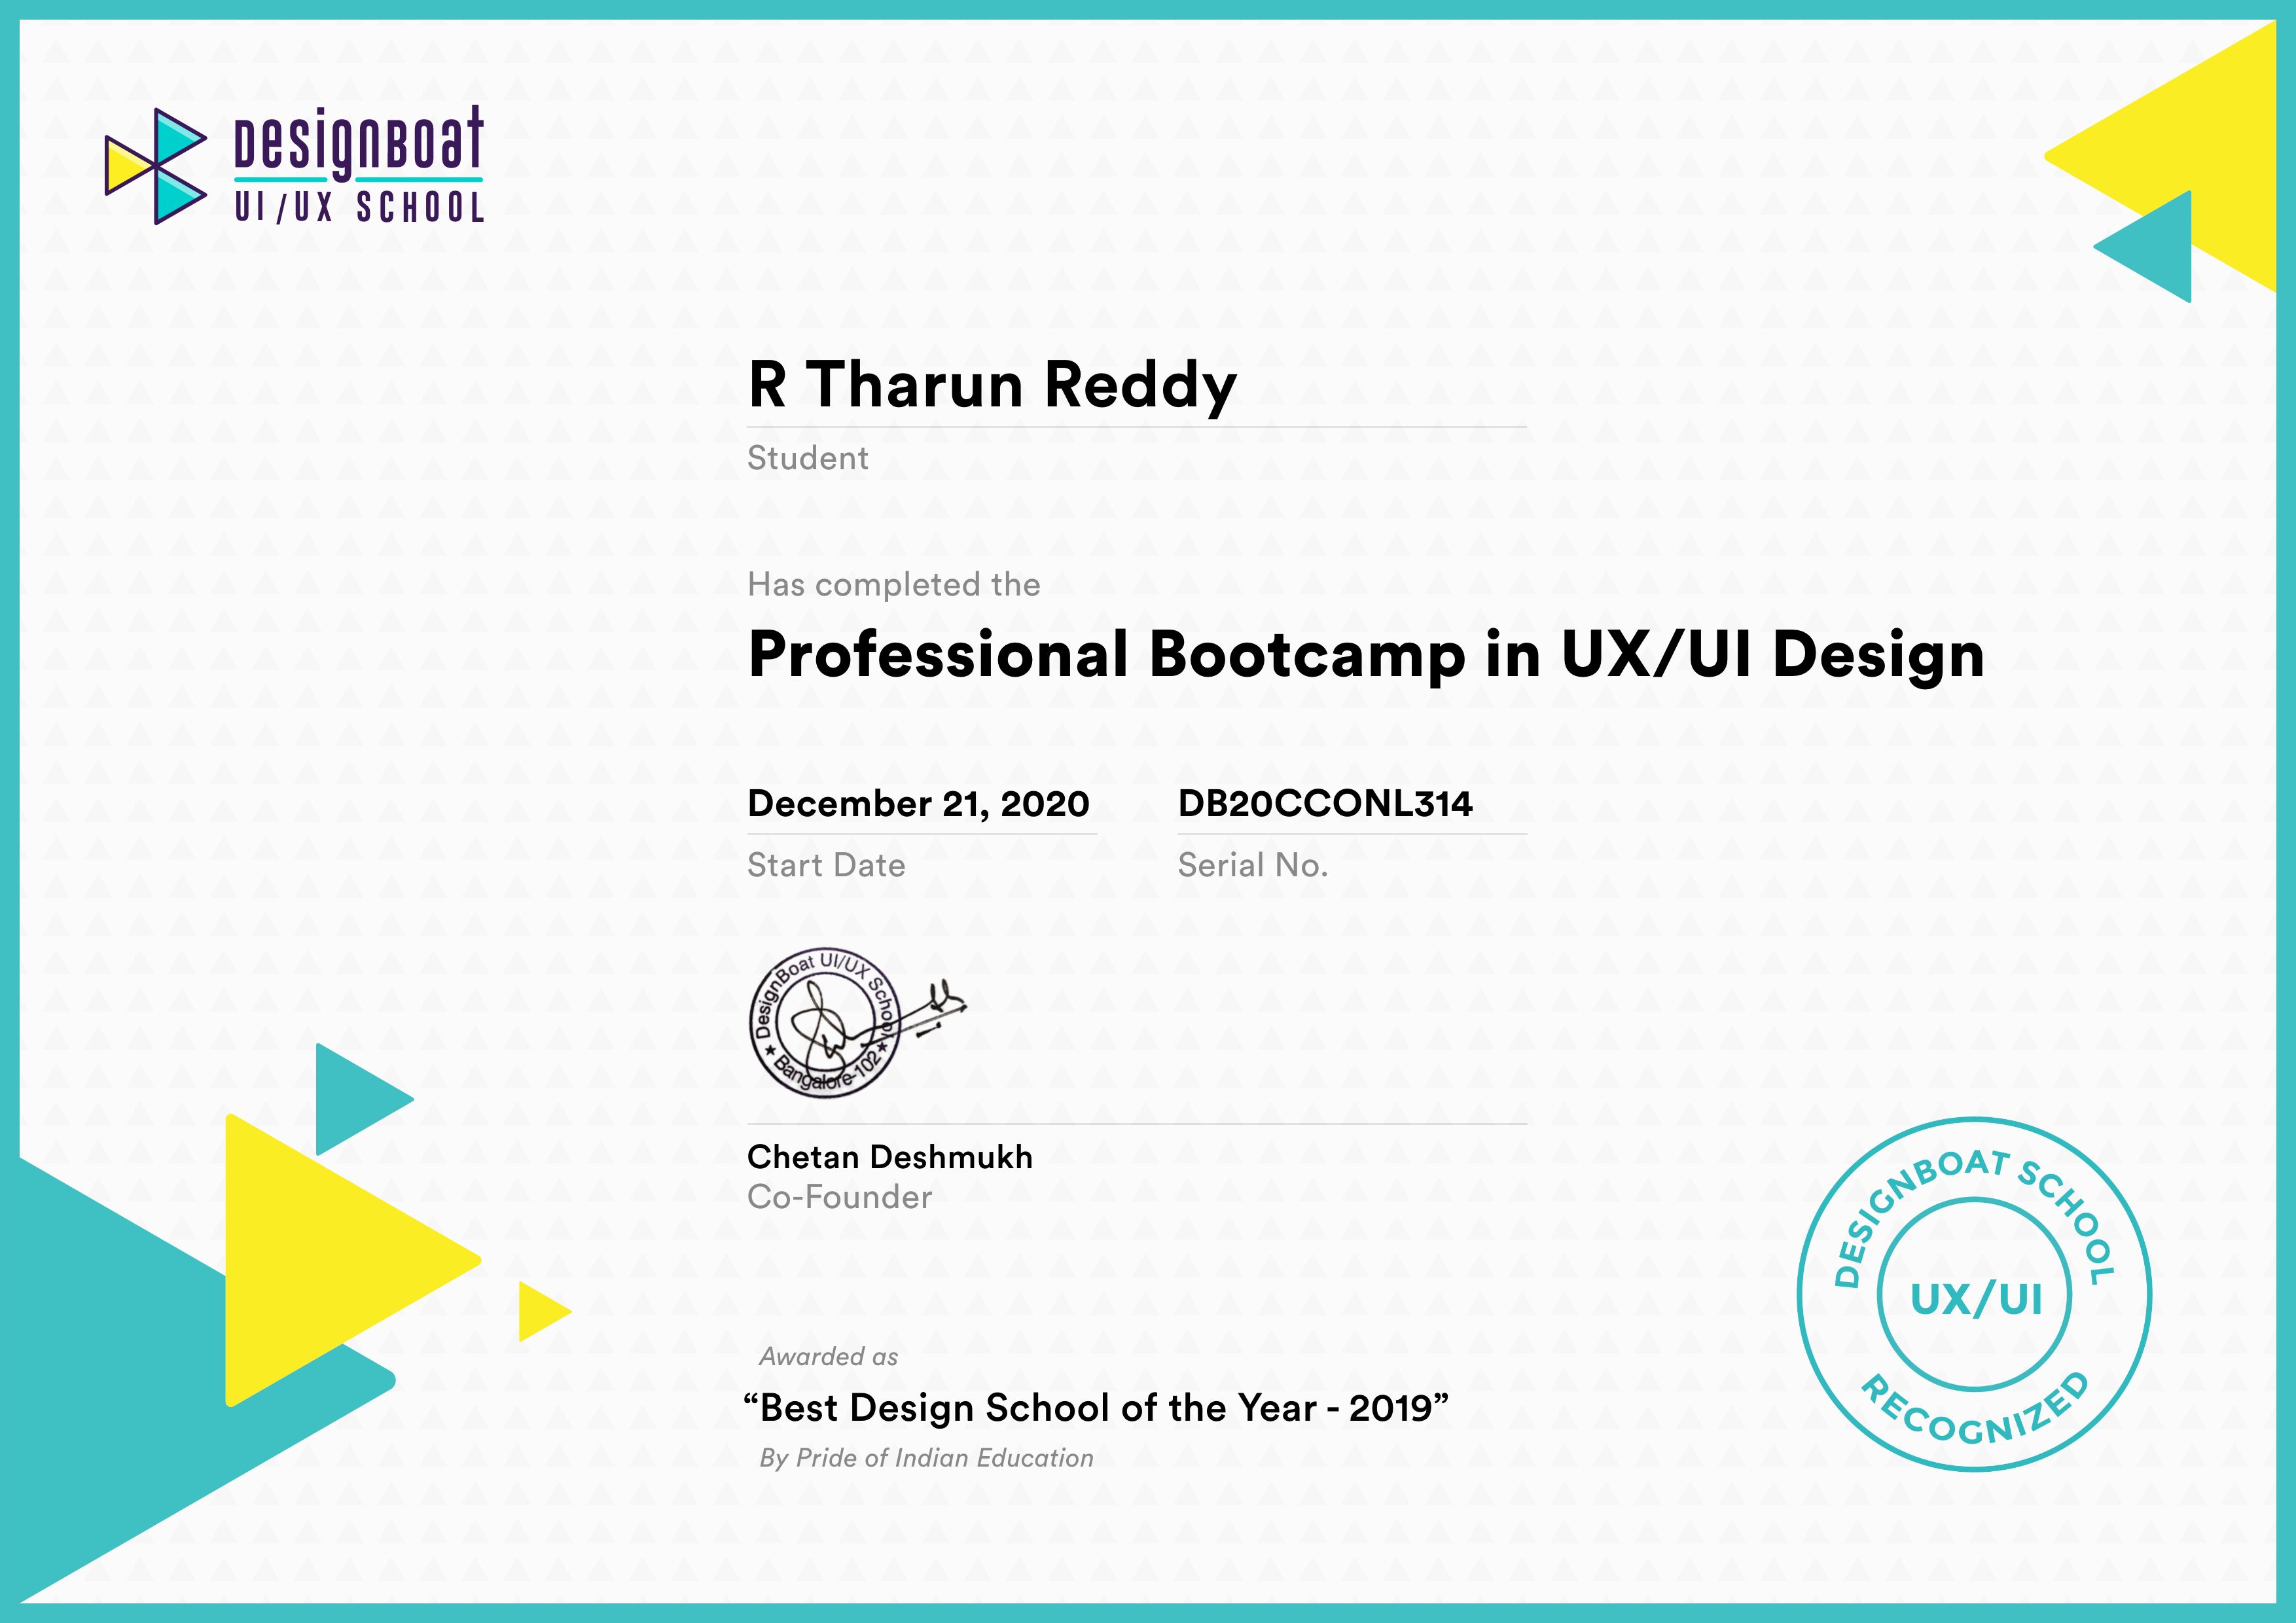 DesignBoat
UI/UX SCHOOL
R Tharun Reddy
Student
Has completed the
Professional Bootcamp in UX/UI Design
December 21, 2020
DB20CCONL314
Start Date
Serial No.
DesignBoat UI/UX School
★ Bangalore-102 ★
Chetan Deshmukh
Co-Founder
DESIGNBOAT SCHOOL
UX/UI
RECOGNIZED
Awarded as
“Best Design School of the Year - 2019”
By Pride of Indian Education